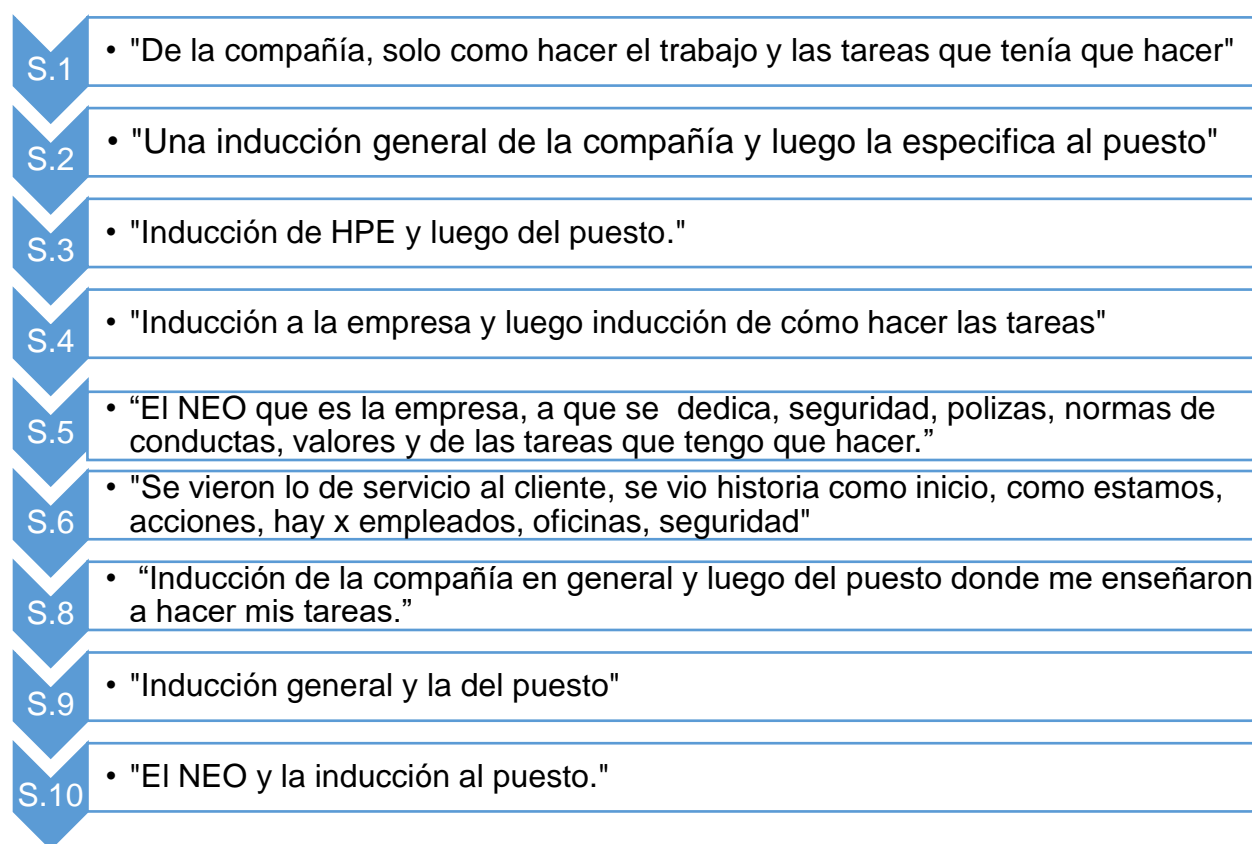 S.1
• "De la compañía, solo como hacer el trabajo y las tareas que tenía que hacer"
S.2
• "Una inducción general de la compañía y luego la especifica al puesto"
S.3
• "Inducción de HPE y luego del puesto."
S.4
• "Inducción a la empresa y luego inducción de cómo hacer las tareas"
S.5
• “El NEO que es la empresa, a que se dedica, seguridad, polizas, normas de
conductas, valores y de las tareas que tengo que hacer.”
S.6
• "Se vieron lo de servicio al cliente, se vio historia como inicio, como estamos,
acciones, hay x empleados, oficinas, seguridad"
S.8
• “Inducción de la compañía en general y luego del puesto donde me enseñaron
a hacer mis tareas.”
S.9
• "Inducción general y la del puesto"
S.10
• "El NEO y la inducción al puesto."